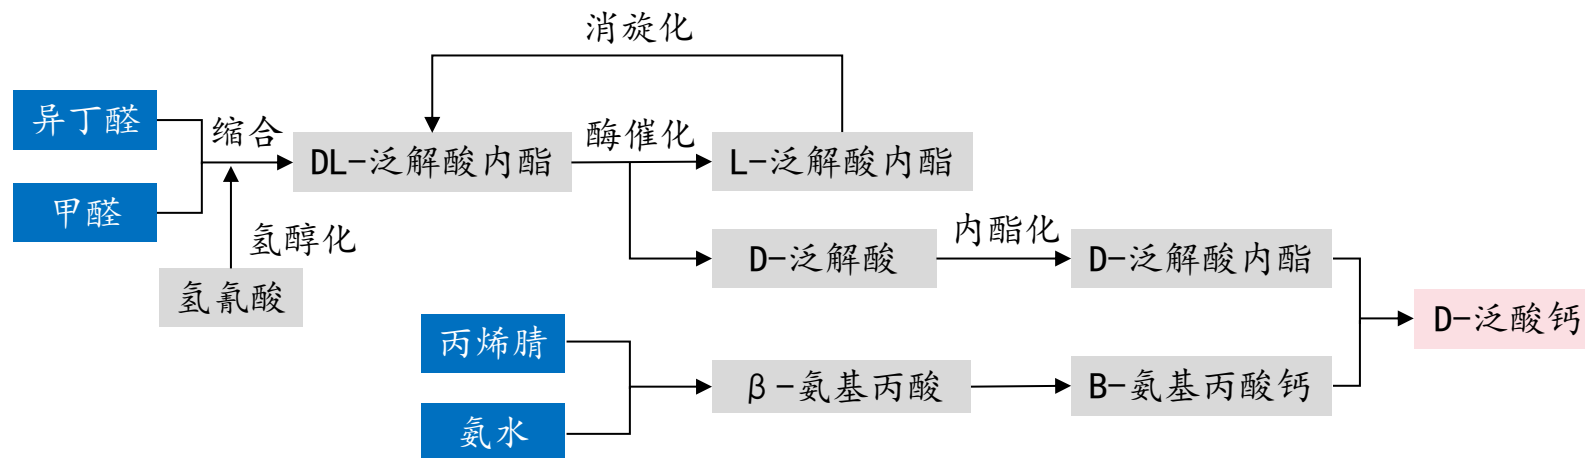 消旋化
异丁醛
缩合
DL-泛解酸内酯
酶催化
L-泛解酸内酯
甲醛
氢醇化
氢氰酸
D-泛解酸
内酯化
D-泛解酸内酯
D-泛酸钙
丙烯腈
氨水
β-氨基丙酸
B-氨基丙酸钙